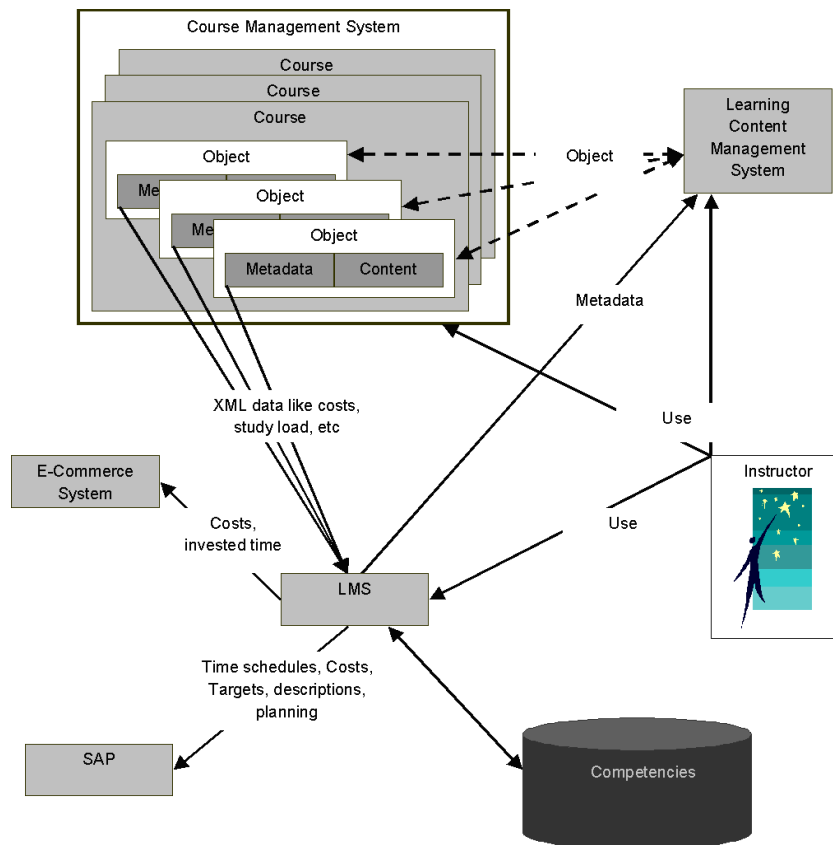 Course Management System
Course
Course
Course
Object
Me
Object
Me
Object
Metadata
Content
Object
Learning
Content
Management
System
Metadata
XML data like costs,
study load, etc
Use
E-Commerce
System
Instructor
Costs,
invested time
Use
LMS
Time schedules, Costs,
Targets, descriptions,
planning
SAP
Competencies